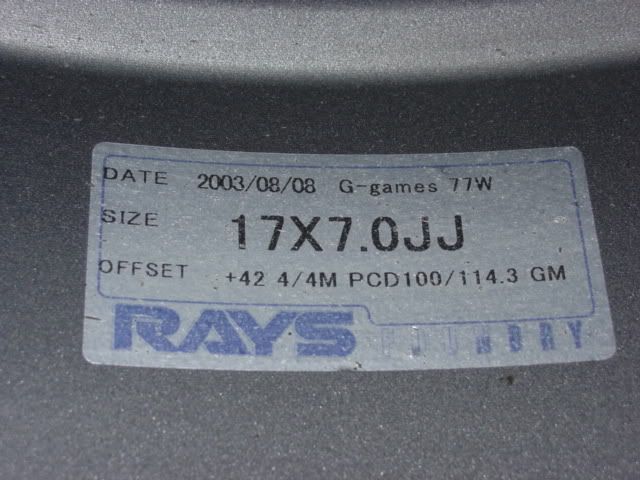 DATE 2003/08/08 G-games 77W
SIZE 17X7.0JJ
OFFSET +42 4/4M PCD100/114.3 GM
RAYS FOUNDRY